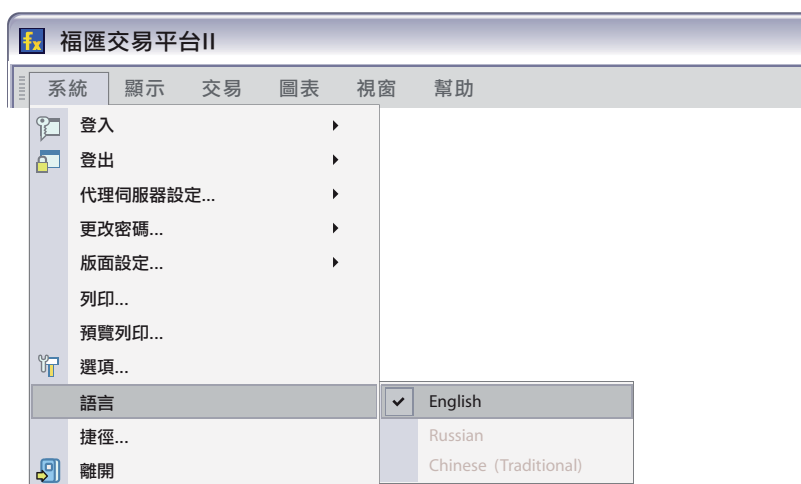 fx 福匯交易平台II
系統 顯示 交易 圖表 視窗 幫助
登入
登出
代理伺服器設定...
更改密碼...
版面設定...
列印...
預覽列印...
選項...
語言 English
捷徑... Russian
離開 Chinese (Traditional)